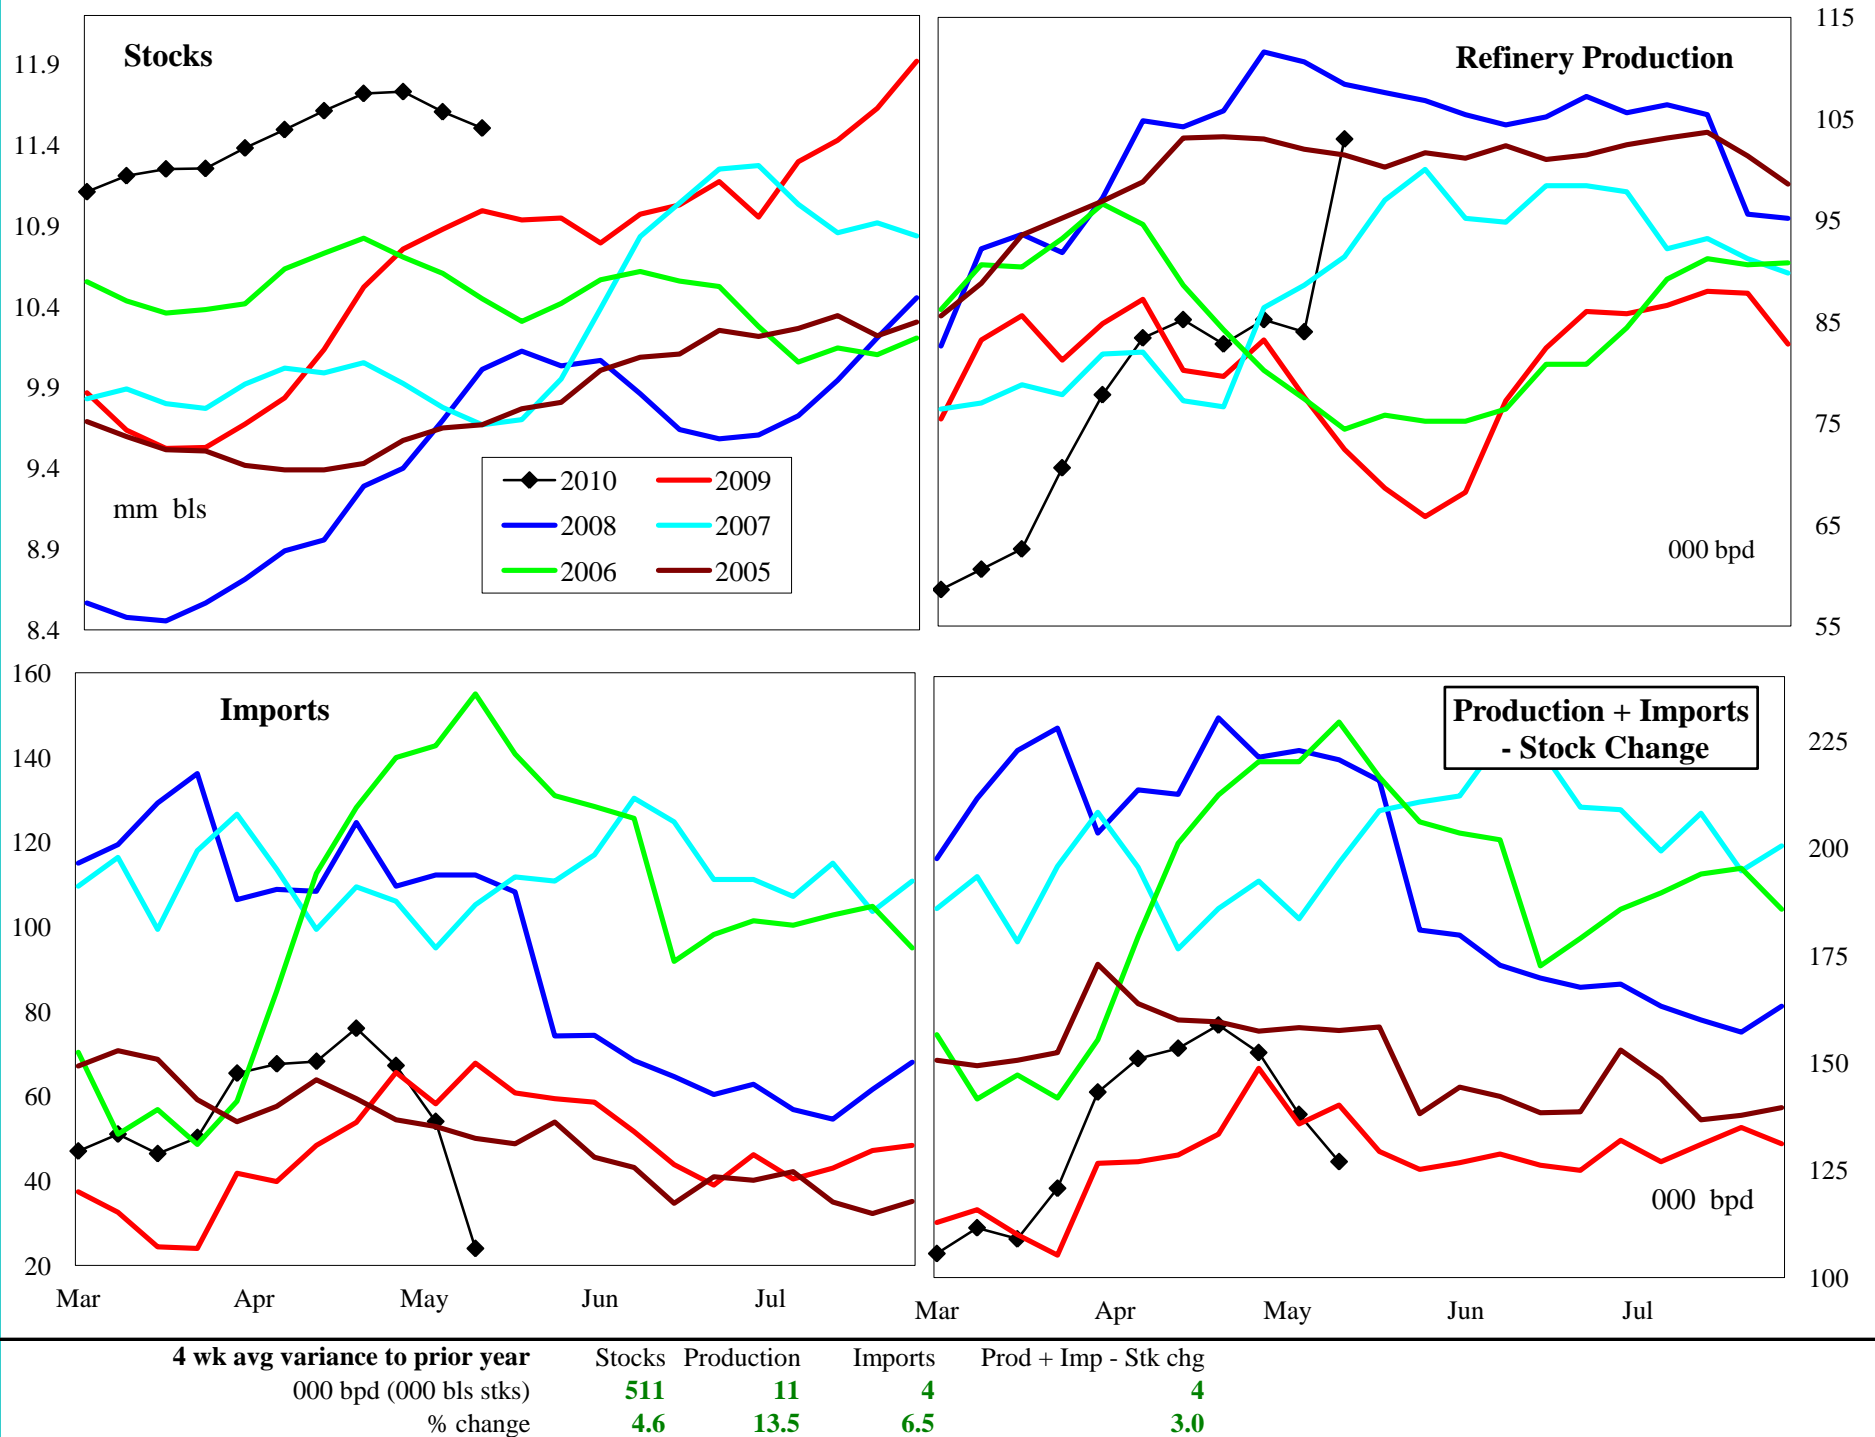 Stocks
11.9
11.4
10.9
10.4
9.9
9.4
8.9
8.4
mm bls
2010 2009
2008 2007
2006 2005
Refinery Production
115
105
95
85
75
65
55
000 bpd
Imports
160
140
120
100
80
60
40
20
Mar Apr May Jun Jul
Production + Imports
- Stock Change
225
200
175
150
125
100
000 bpd
Mar Apr May Jun Jul
4 wk avg variance to prior year Stocks Production Imports Prod + Imp - Stk chg
000 bpd (000 bls stks) 511 11 4 4
% change 4.6 13.5 6.5 3.0